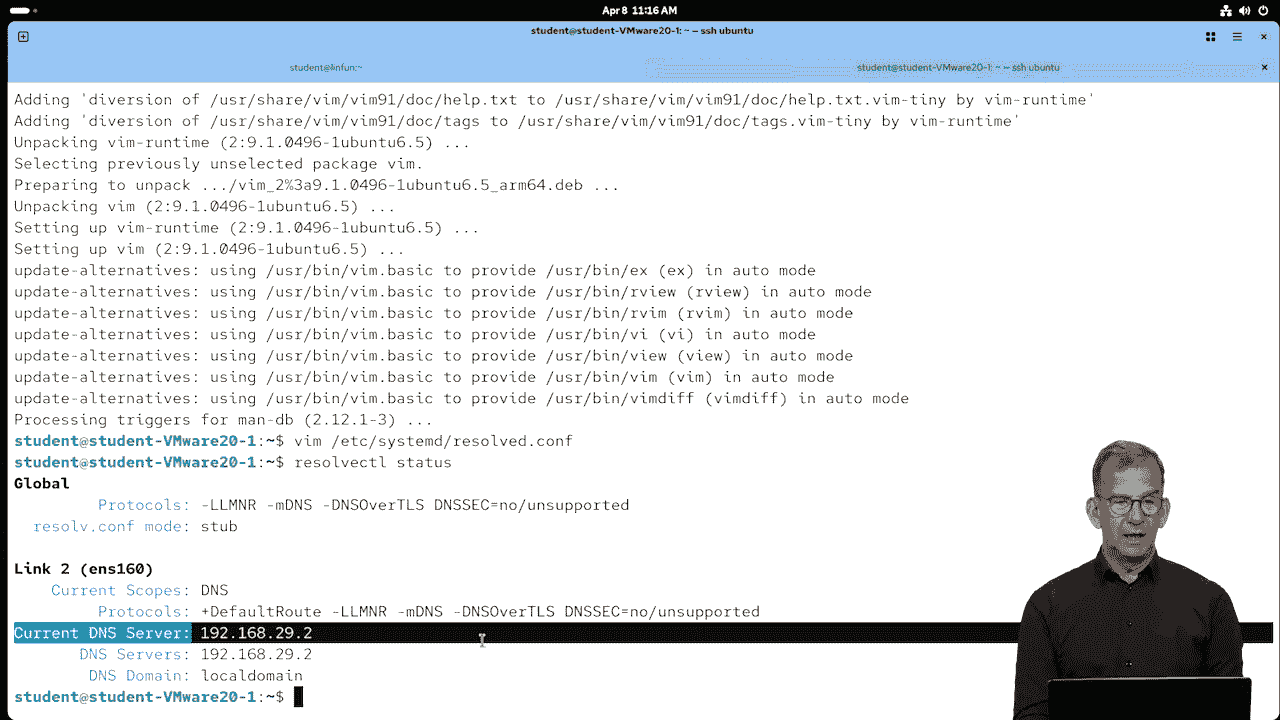 Apr 8 11:16 AM
student@student-VMware20-1: ~ — ssh ubuntu
student@lnfun:~
student@student-VMware20-1: ~ — ssh ubuntu
Adding 'diversion of /usr/share/vim/vim91/doc/help.txt to /usr/share/vim/vim91/doc/help.txt.vim-tiny by vim-runtime'
Adding 'diversion of /usr/share/vim/vim91/doc/tags to /usr/share/vim/vim91/doc/tags.vim-tiny by vim-runtime'
Unpacking vim-runtime (2:9.1.0496-1ubuntu6.5) ...
Selecting previously unselected package vim.
Preparing to unpack .../vim_2%3a9.1.0496-1ubuntu6.5_arm64.deb ...
Unpacking vim (2:9.1.0496-1ubuntu6.5) ...
Setting up vim-runtime (2:9.1.0496-1ubuntu6.5) ...
Setting up vim (2:9.1.0496-1ubuntu6.5) ...
update-alternatives: using /usr/bin/vim.basic to provide /usr/bin/ex (ex) in auto mode
update-alternatives: using /usr/bin/vim.basic to provide /usr/bin/rview (rview) in auto mode
update-alternatives: using /usr/bin/vim.basic to provide /usr/bin/rvim (rvim) in auto mode
update-alternatives: using /usr/bin/vim.basic to provide /usr/bin/vi (vi) in auto mode
update-alternatives: using /usr/bin/vim.basic to provide /usr/bin/view (view) in auto mode
update-alternatives: using /usr/bin/vim.basic to provide /usr/bin/vim (vim) in auto mode
update-alternatives: using /usr/bin/vim.basic to provide /usr/bin/vimdiff (vimdiff) in auto mode
Processing triggers for man-db (2.12.1-3) ...
student@student-VMware20-1:~$ vim /etc/systemd/resolved.conf
student@student-VMware20-1:~$ resolvectl status
Global
Protocols: -LLMNR -mDNS -DNSOverTLS DNSSEC=no/unsupported
resolv.conf mode: stub
Link 2 (ens160)
Current Scopes: DNS
Protocols: +DefaultRoute -LLMNR -mDNS -DNSOverTLS DNSSEC=no/unsupported
Current DNS Server: 192.168.29.2
DNS Servers: 192.168.29.2
DNS Domain: localdomain
student@student-VMware20-1:~$